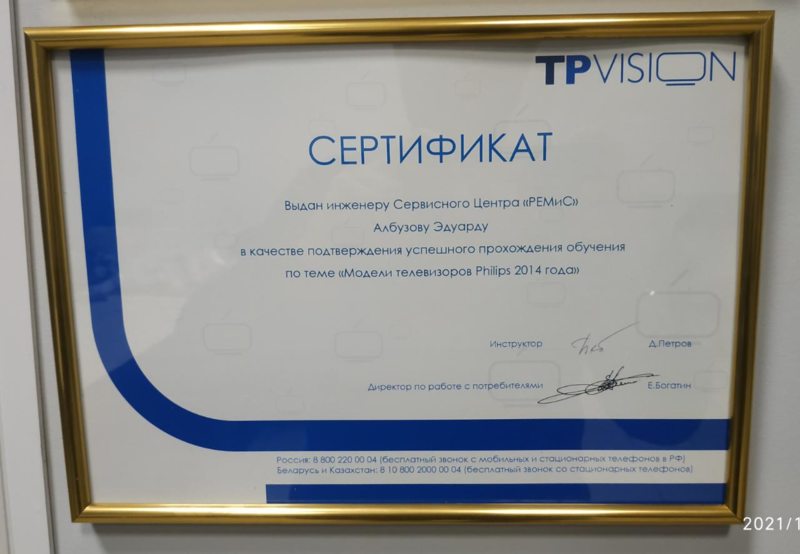 TPVISION
СЕРТИФИКАТ
Выдан инженеру Сервисного Центра «РЕМиС»
Албузову Эдуарду
в качестве подтверждения успешного прохождения обучения
по теме «Модели телевизоров Philips 2014 года»
Инструктор Д.Петров
Директор по работе с потребителями Е.Богатин
Россия: 8 800 220 00 04 (бесплатный звонок с мобильных и стационарных телефонов в РФ)
Беларусь и Казахстан: 8 10 800 2000 00 04 (бесплатный звонок со стационарных телефонов)
2021/1